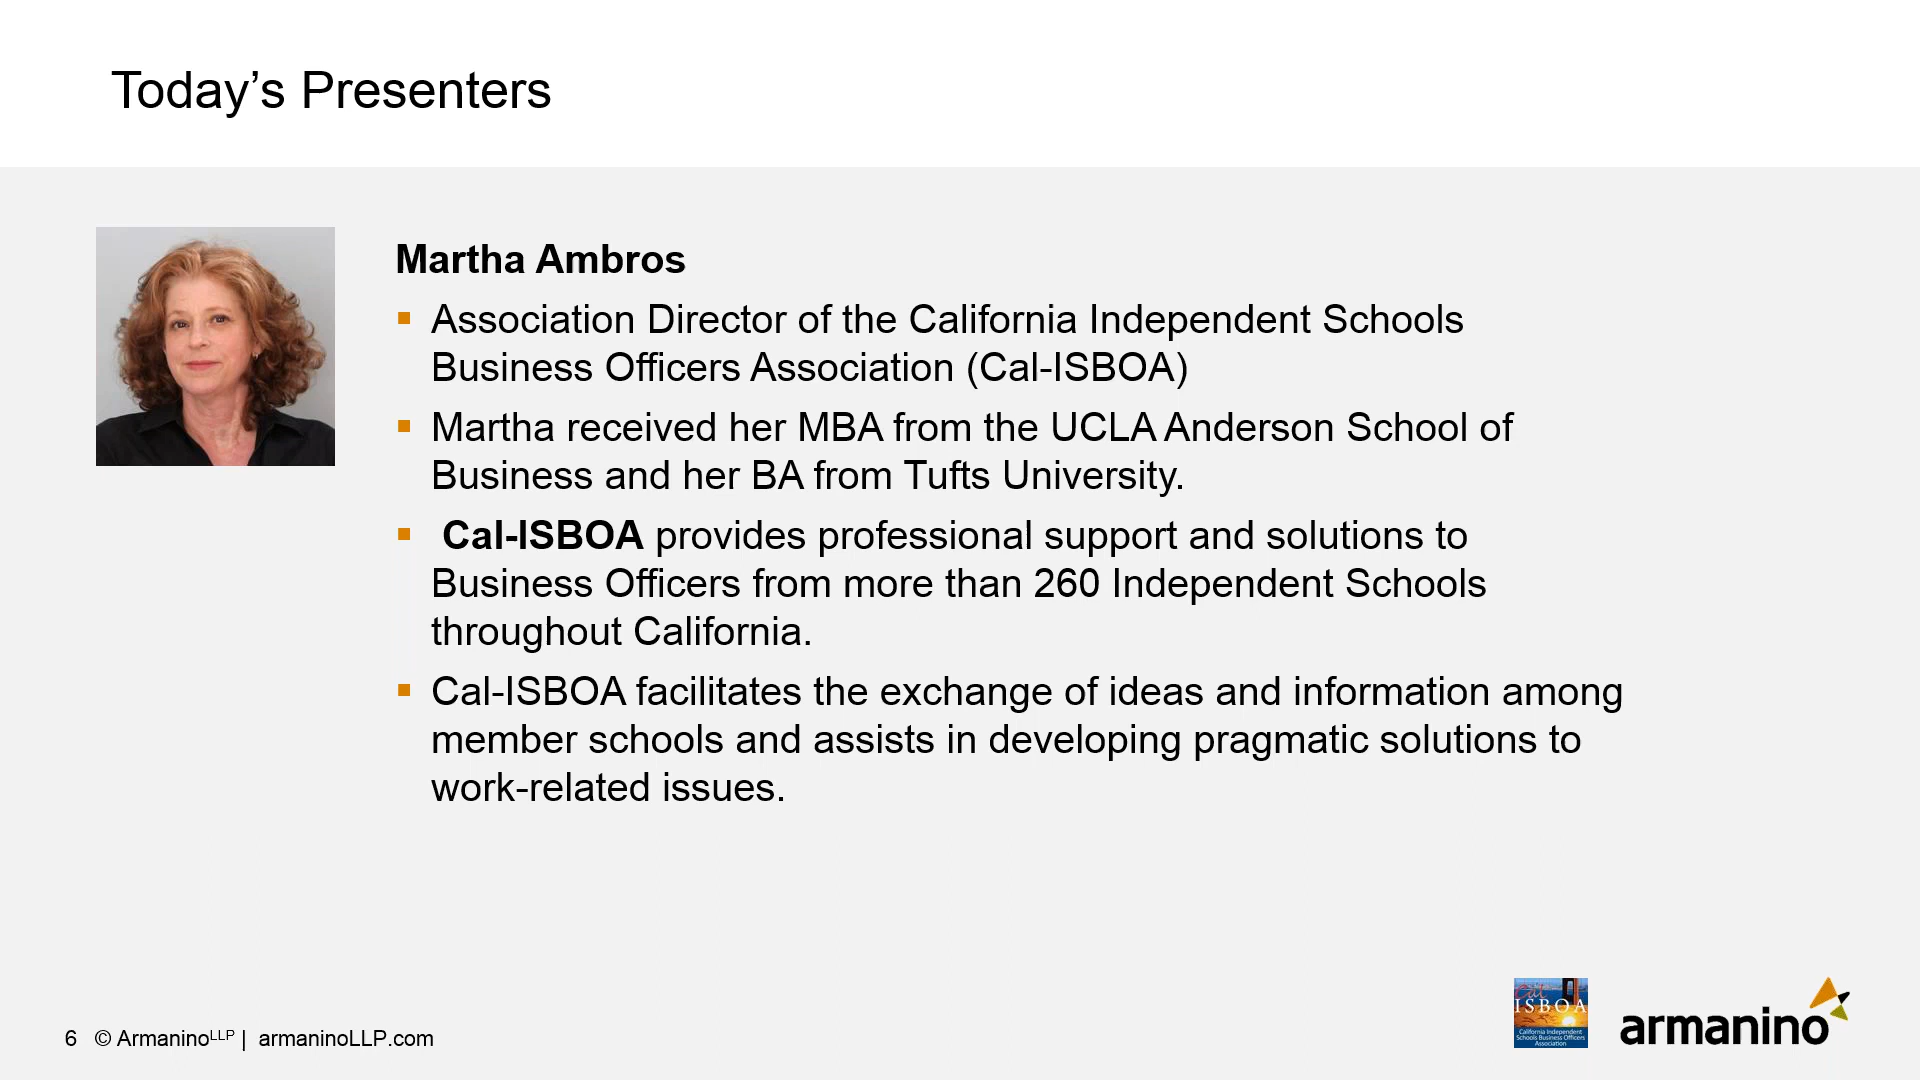 Today’s Presenters
Martha Ambros
▪ Association Director of the California Independent Schools
Business Officers Association (Cal-ISBOA)
▪ Martha received her MBA from the UCLA Anderson School of
Business and her BA from Tufts University.
▪ Cal-ISBOA provides professional support and solutions to
Business Officers from more than 260 Independent Schools
throughout California.
▪ Cal-ISBOA facilitates the exchange of ideas and information among
member schools and assists in developing pragmatic solutions to
work-related issues.
Cal
ISBOA
California Independent
Schools Business Officers
Association
armanino
6 © ArmaninoLLP | armaninoLLP.com